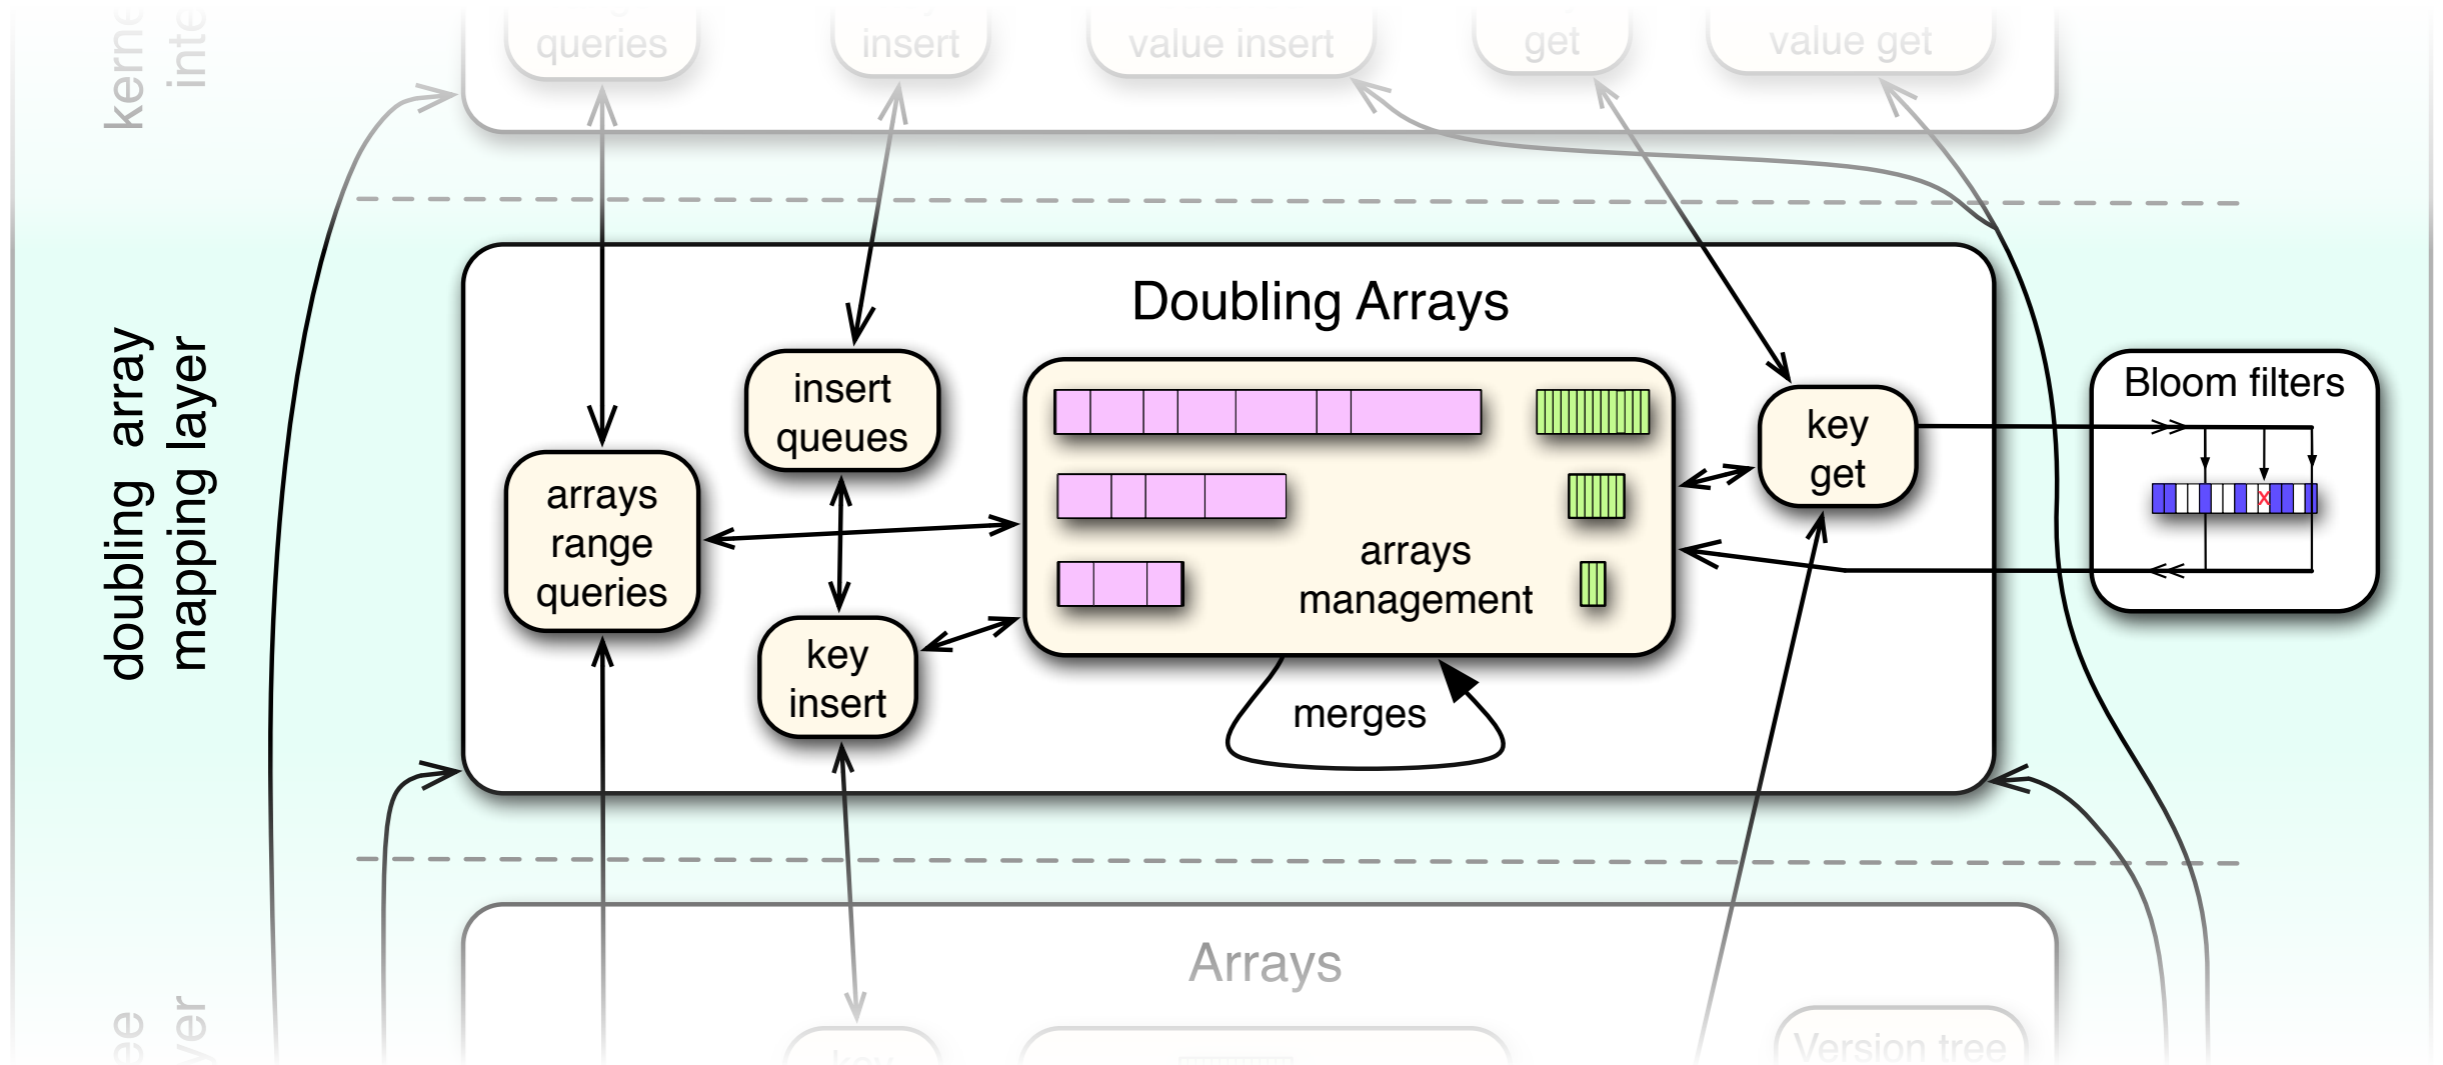 queries
insert
value insert
get
value get
doubling array
mapping layer
Doubling Arrays
insert
queues
arrays
range
queries
key
insert
arrays
management
merges
key
get
Bloom filters
X
Arrays
key
Version tree